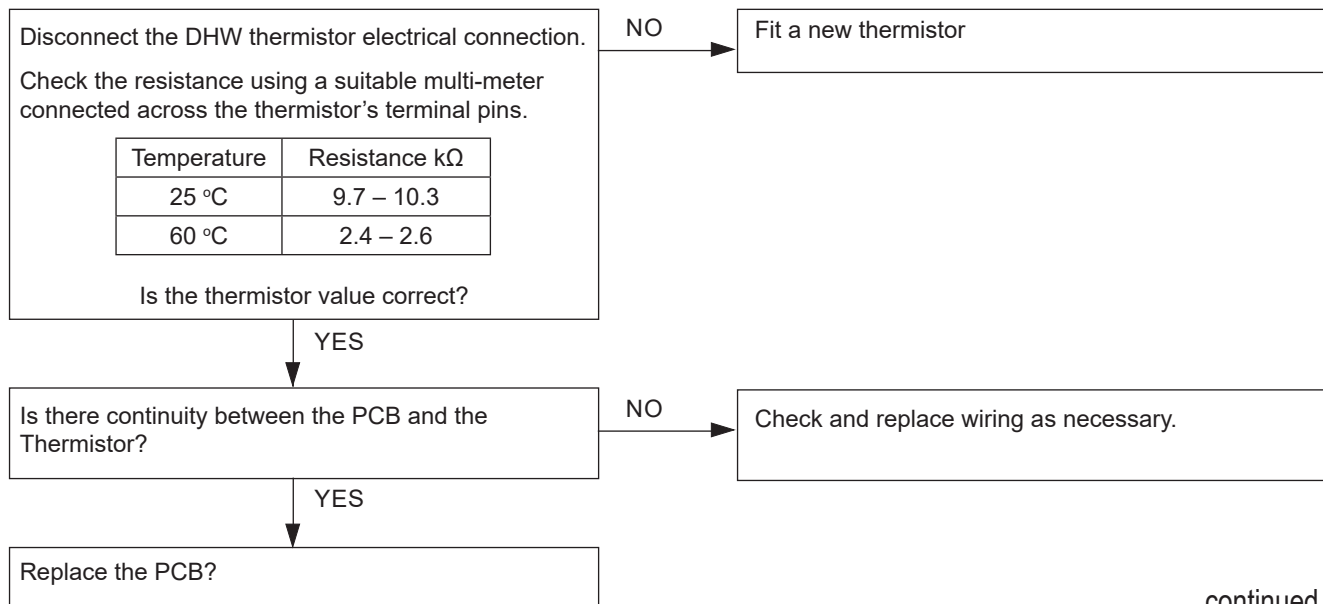 Disconnect the DHW thermistor electrical connection.
Check the resistance using a suitable multi-meter
connected across the thermistor's terminal pins.
Temperature Resistance kΩ
25 °C 9.7 – 10.3
60 °C 2.4 – 2.6
Is the thermistor value correct?
NO
Fit a new thermistor
YES
Is there continuity between the PCB and the
Thermistor?
NO
Check and replace wiring as necessary.
YES
Replace the PCB?
continued